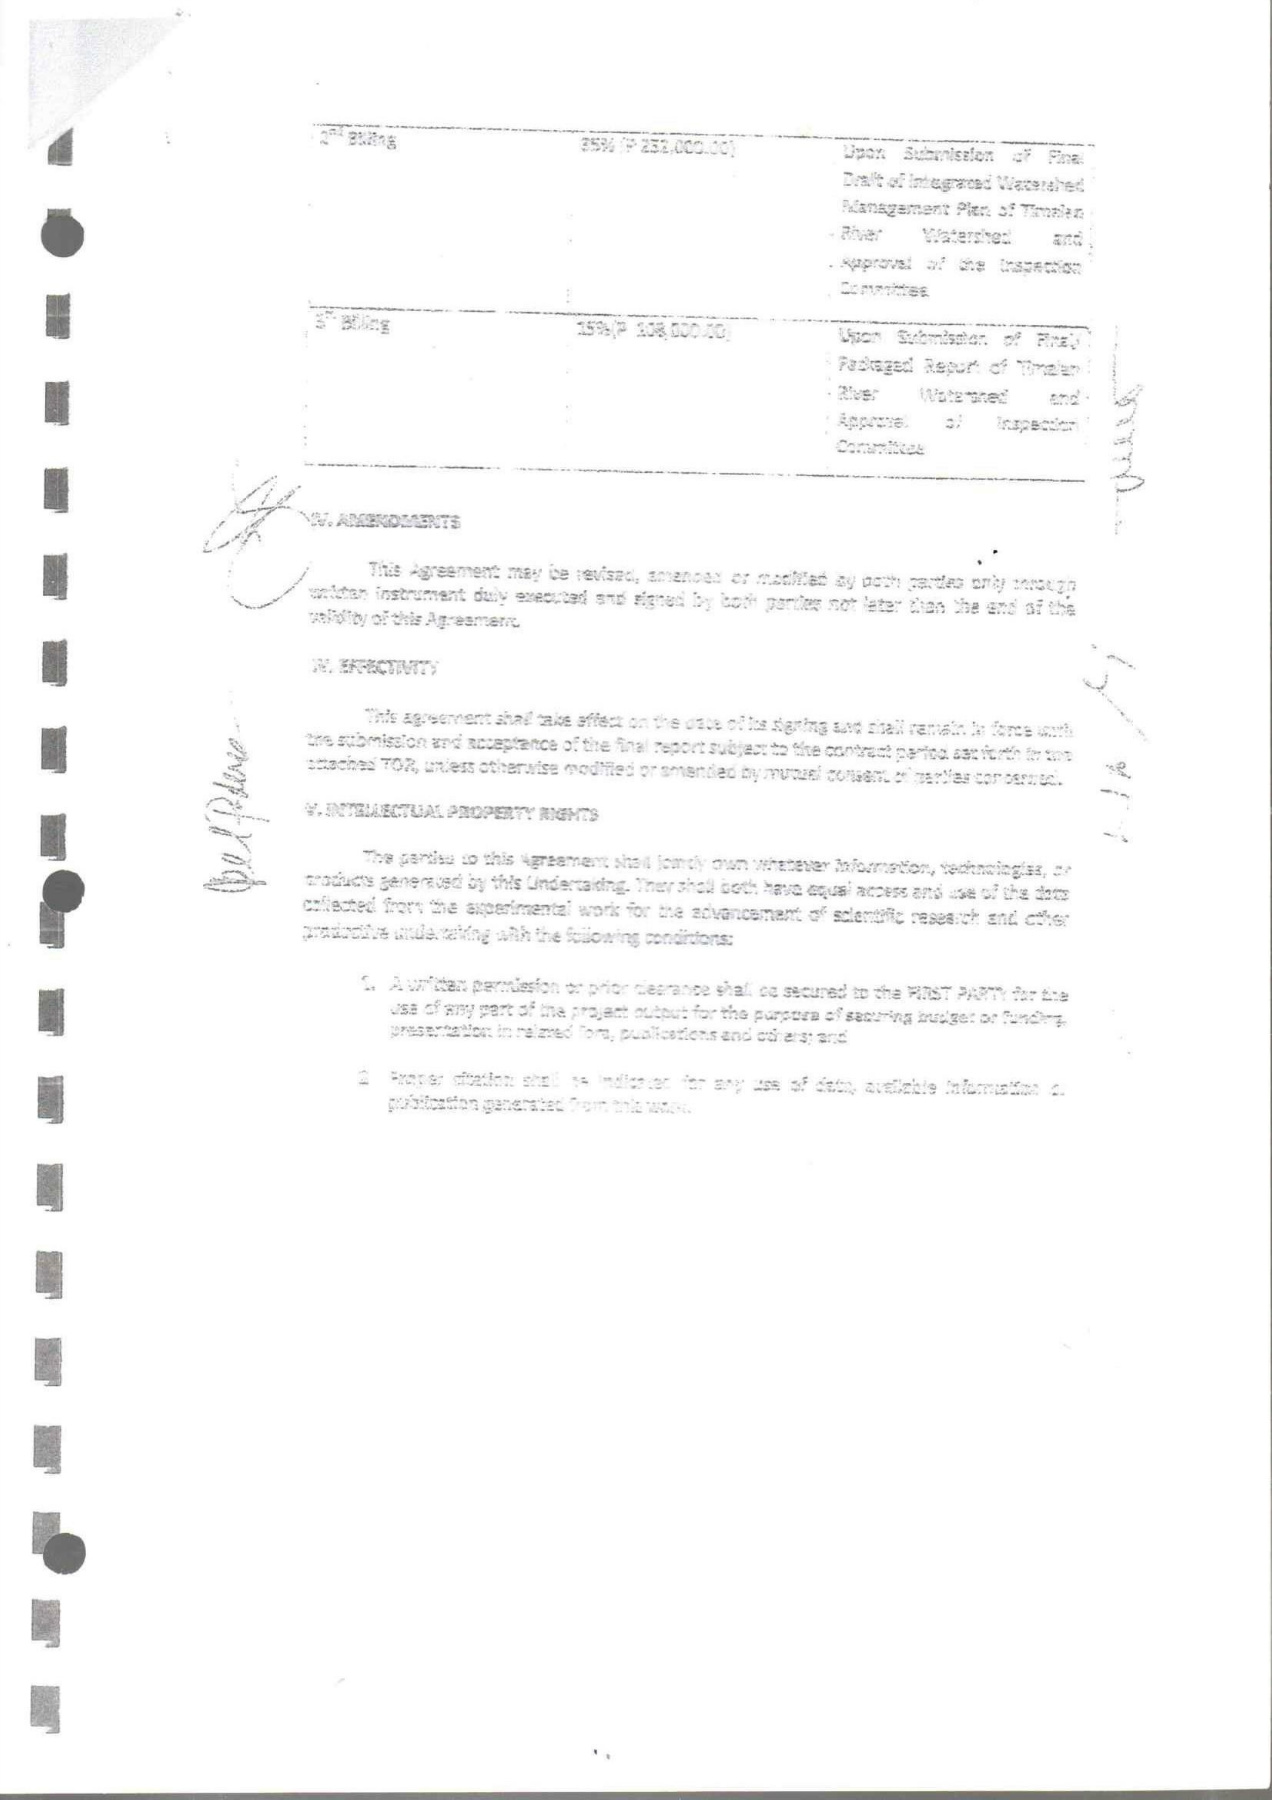 2nd Billing
35% (P 252,000.00)
Upon Submission of Final
Draft of Integrated Watershed
Management Plan of Timalan
River Watershed and
Approval of the Inspection
Committee
Billing
15%(P 108,000.00)
Upon Submission of Final
Packaged Report of Timalan
River Watershed and
Approval of Inspection
Committee
IV. AMENDMENTS
This Agreement may be revised, amended or modified by both parties only through
written instrument duly executed and signed by both parties not later than the end of the
validity of this Agreement.
IV. EFFECTIVITY
This agreement shall take effect on the date of its signing and shall remain in force until
the submission and acceptance of the final report subject to the contract period set forth in the
attached TOR, unless otherwise modified or amended by mutual consent of parties concerned.
V. INTELLECTUAL PROPERTY RIGHTS
The parties to this Agreement shall jointly own whatever information, technologies, or
products generated by this Undertaking. They shall both have equal access and use of the data
collected from the experimental work for the advancement of scientific research and other
productive undertaking with the following conditions:
1. A written permission or prior clearance shall be secured to the FIRST PARTY for the
use of any part of the project output for the purpose of securing budget or funding,
presentation in related fora, publications and others; and
2 Proper citation shall be indicated for any use of data, available information or
publication generated from this work.